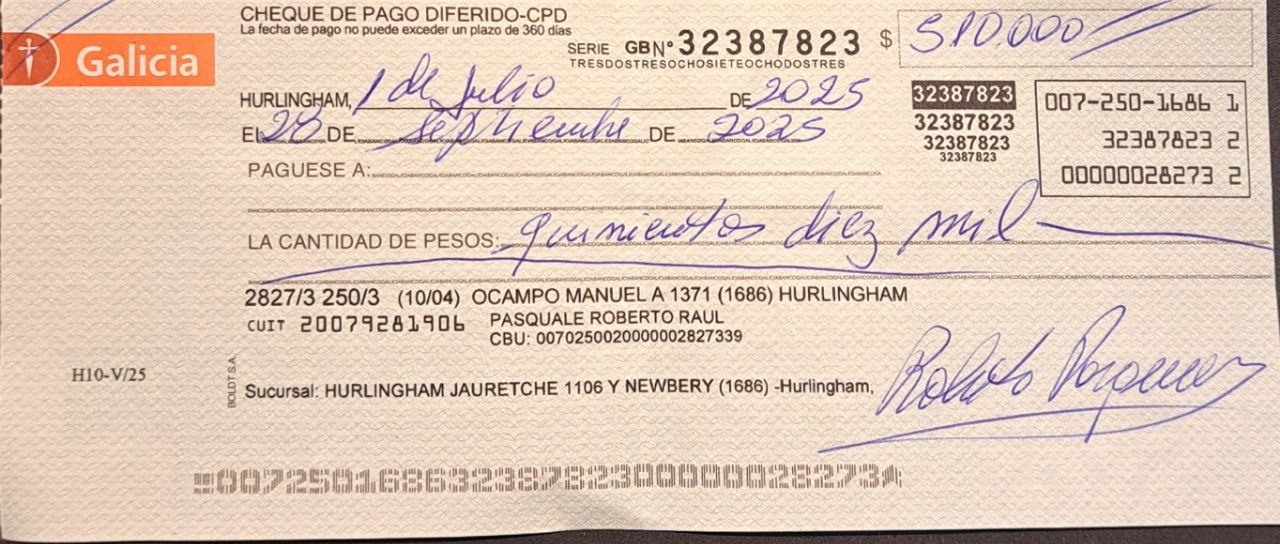 CHEQUE DE PAGO DIFERIDO-CPD
La fecha de pago no puede exceder un plazo de 360 días
Galicia
SERIE GB Nº 32387823 $ 510.000
TRESDOSTRESOCHOSIETEOCHODOSTRES
HURLINGHAM, 1 de Julio DE 2025
EL 28 DE Septiembre DE 2025
32387823
32387823
32387823
32387823
007-250-1686 1
32387823 2
00000028273 2
PAGUESE A:
LA CANTIDAD DE PESOS: quinientos diez mil
2827/3 250/3 (10/04) OCAMPO MANUEL A 1371 (1686) HURLINGHAM
CUIT 20079281906 PASQUALE ROBERTO RAUL
CBU: 0070250020000002827339
H10-V/25
BOLDT S.A.
Sucursal: HURLINGHAM JAURETCHE 1106 Y NEWBERY (1686) -Hurlingham,
Roberto
00725016863238782300000028273